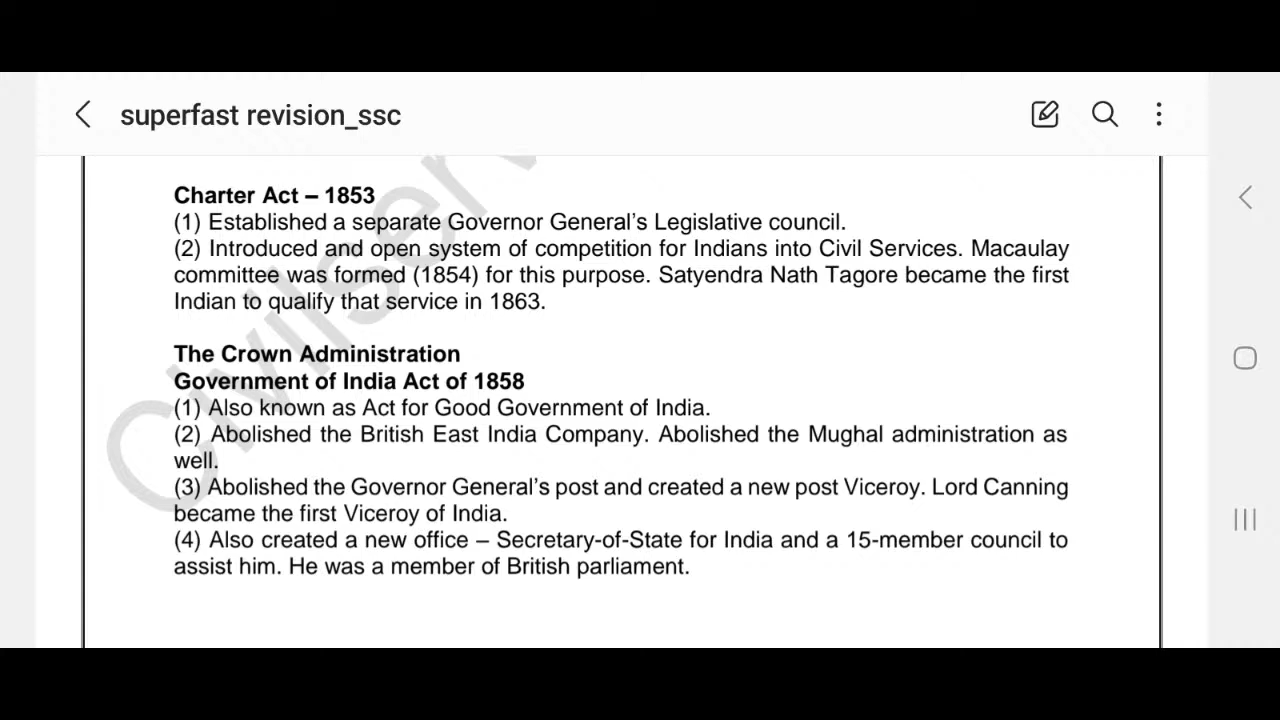 superfast revision_ssc
Charter Act – 1853
(1) Established a separate Governor General's Legislative council.
(2) Introduced and open system of competition for Indians into Civil Services. Macaulay
committee was formed (1854) for this purpose. Satyendra Nath Tagore became the first
Indian to qualify that service in 1863.
The Crown Administration
Government of India Act of 1858
(1) Also known as Act for Good Government of India.
(2) Abolished the British East India Company. Abolished the Mughal administration as
well.
(3) Abolished the Governor General's post and created a new post Viceroy. Lord Canning
became the first Viceroy of India.
(4) Also created a new office – Secretary-of-State for India and a 15-member council to
assist him. He was a member of British parliament.